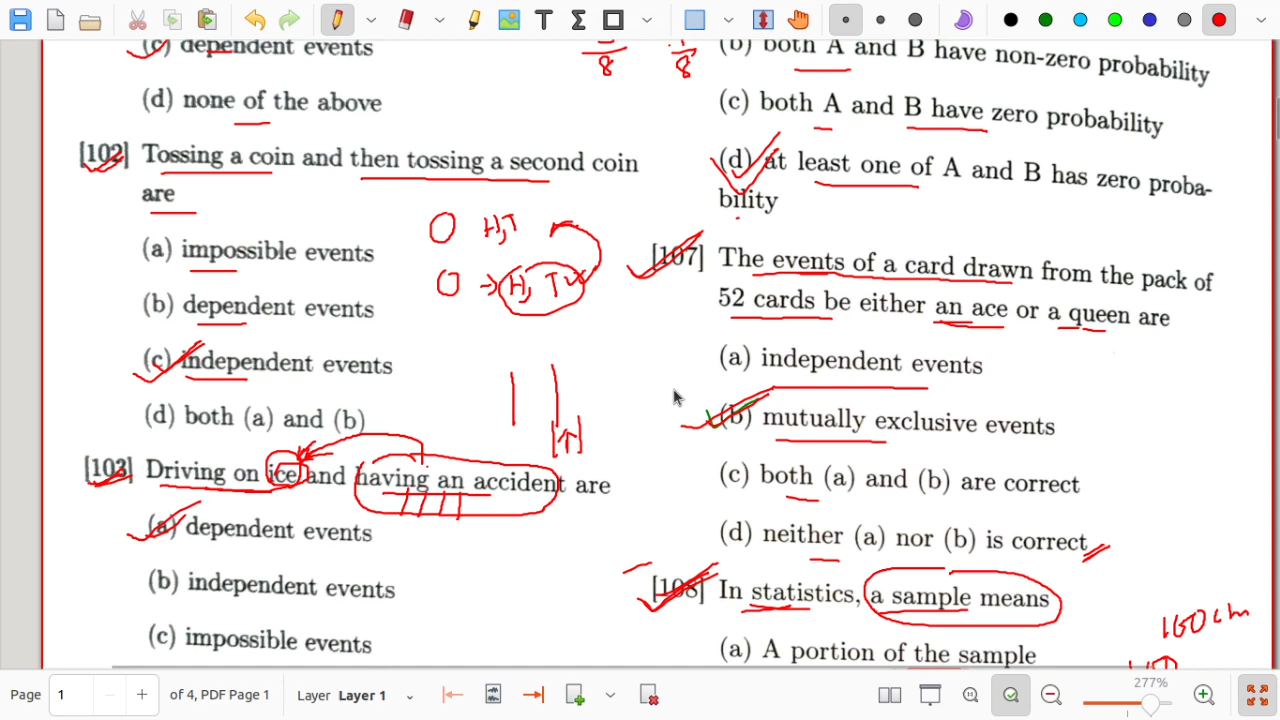 (c) dependent events
(d) none of the above
[102] Tossing a coin and then tossing a second coin
are
(a) impossible events
(b) dependent events
(c) independent events
(d) both (a) and (b)
H,T
H, T
[103] Driving on ice and having an accident are
(a) dependent events
(b) independent events
(c) impossible events
8
8
(b) both A and B have non-zero probability
(c) both A and B have zero probability
(d) at least one of A and B has zero proba-
bility
[107] The events of a card drawn from the pack of
52 cards be either an ace or a queen are
(a) independent events
(b) mutually exclusive events
(c) both (a) and (b) are correct
(d) neither (a) nor (b) is correct
[108] In statistics, a sample means
160 cm
(a) A portion of the sample
Page 1 of 4, PDF Page 1 Layer Layer 1 277%